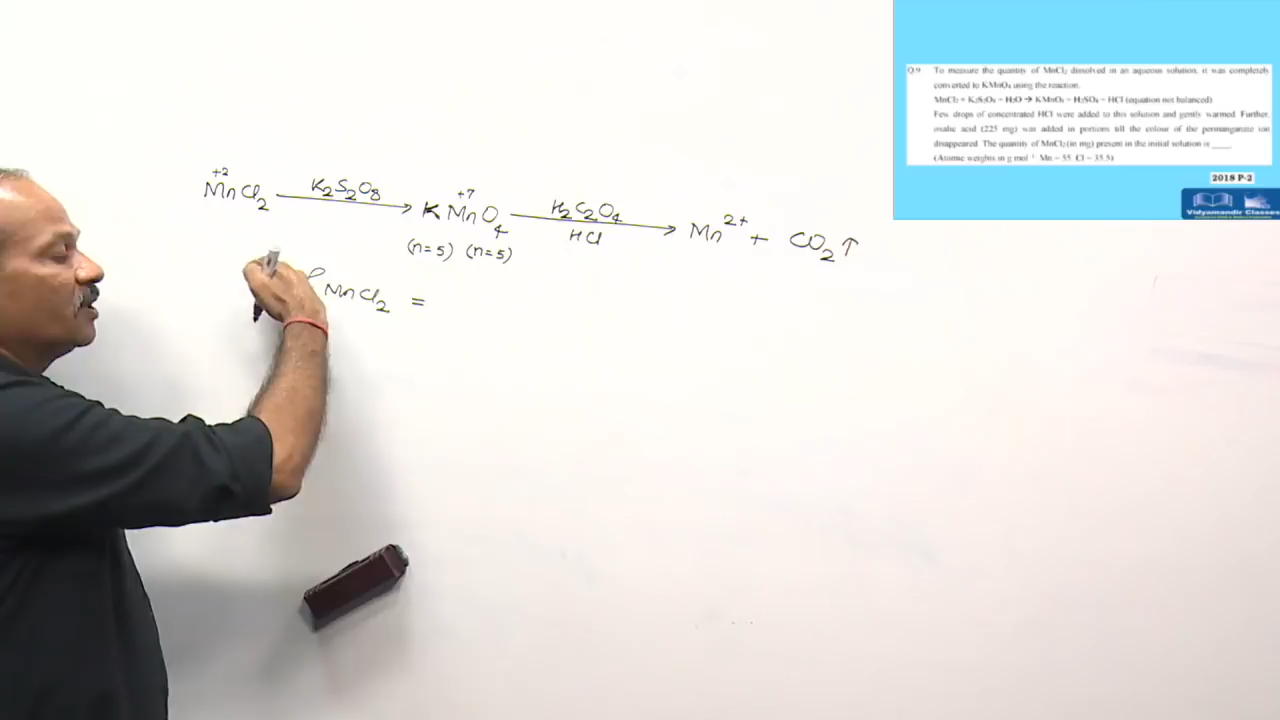 Q.9 To measure the quantity of MnCl₂ dissolved in an aqueous solution, it was completely
converted to KMnO₄ using the reaction,
MnCl₂ + K₂S₂O₈ + H₂O → KMnO₄ + H₂SO₄ + HCl (equation not balanced)
Few drops of concentrated HCl were added to this solution and gently warmed. Further,
oxalic acid (225 mg) was added in portions till the colour of the permanganate ion
disappeared. The quantity of MnCl₂ (in mg) present in the initial solution is ____.
(Atomic weights in g mol⁻¹: Mn = 55, Cl = 35.5)
2018 P-2
Vidyamandir Classes
+2 +7
MnCl₂ K₂S₂O₈ → KMnO₄ H₂C₂O₄ → Mn²⁺ + CO₂↑
HCl
(n=5) (n=5)
MnCl₂ =